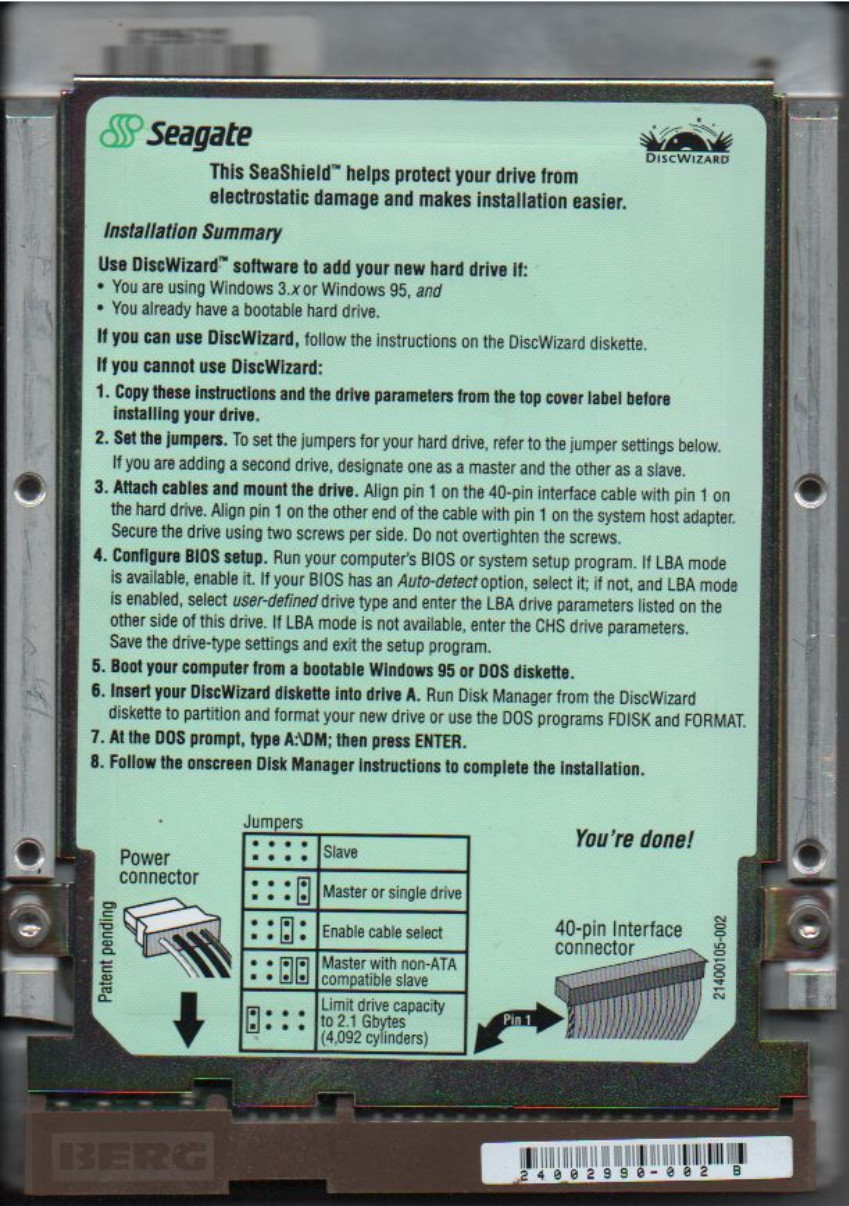 Seagate
DISCWIZARD
This SeaShield™ helps protect your drive from
electrostatic damage and makes installation easier.
Installation Summary
Use DiscWizard™ software to add your new hard drive if:
• You are using Windows 3.x or Windows 95, and
• You already have a bootable hard drive.
If you can use DiscWizard, follow the instructions on the DiscWizard diskette.
If you cannot use DiscWizard:
1. Copy these instructions and the drive parameters from the top cover label before
installing your drive.
2. Set the jumpers. To set the jumpers for your hard drive, refer to the jumper settings below.
If you are adding a second drive, designate one as a master and the other as a slave.
3. Attach cables and mount the drive. Align pin 1 on the 40-pin interface cable with pin 1 on
the hard drive. Align pin 1 on the other end of the cable with pin 1 on the system host adapter.
Secure the drive using two screws per side. Do not overtighten the screws.
4. Configure BIOS setup. Run your computer's BIOS or system setup program. If LBA mode
is available, enable it. If your BIOS has an Auto-detect option, select it; if not, and LBA mode
is enabled, select user-defined drive type and enter the LBA drive parameters listed on the
other side of this drive. If LBA mode is not available, enter the CHS drive parameters.
Save the drive-type settings and exit the setup program.
5. Boot your computer from a bootable Windows 95 or DOS diskette.
6. Insert your DiscWizard diskette into drive A. Run Disk Manager from the DiscWizard
diskette to partition and format your new drive or use the DOS programs FDISK and FORMAT.
7. At the DOS prompt, type A:\DM; then press ENTER.
8. Follow the onscreen Disk Manager instructions to complete the installation.
You're done!
Power
connector
Patent pending
Jumpers
Slave
Master or single drive
Enable cable select
Master with non-ATA
compatible slave
Limit drive capacity
to 2.1 Gbytes
(4,092 cylinders)
40-pin Interface
connector
Pin 1
21400105-002
BERG
24002990-002 B